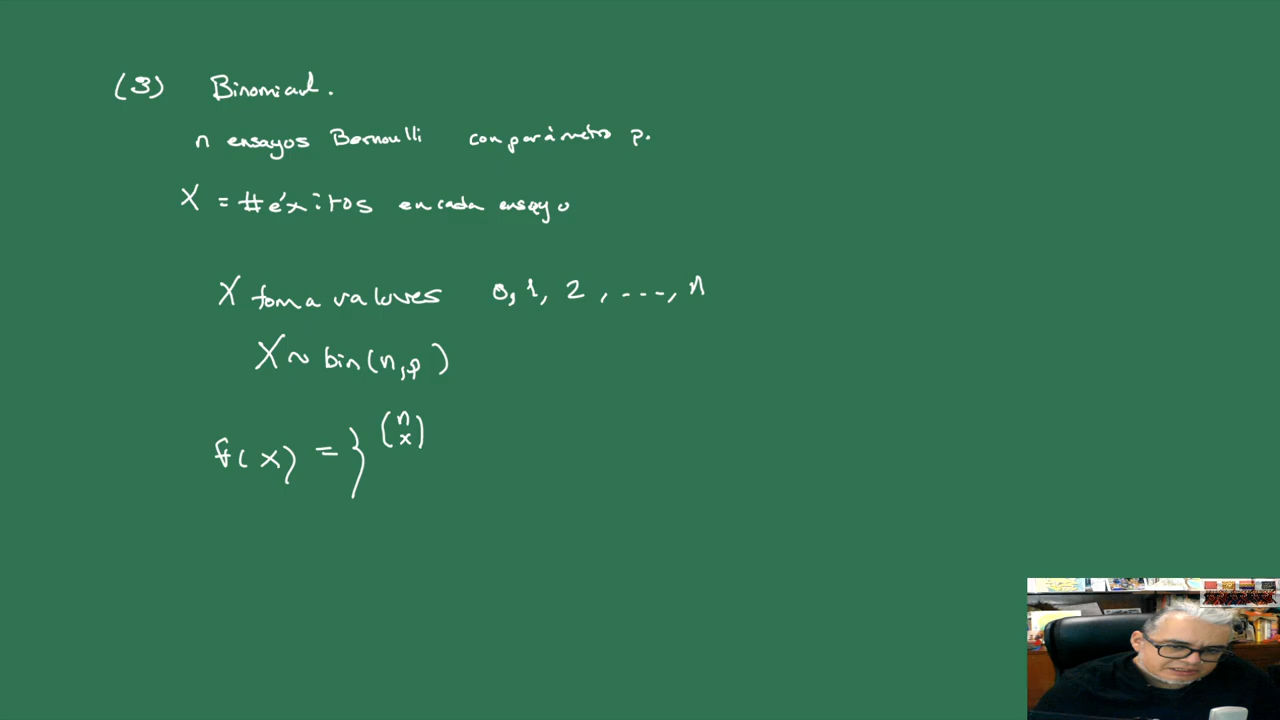 (3) Binomial.
n ensayos Bernoulli con parámetro p.
X = # éxitos en cada ensayo
X toma valores 0, 1, 2, ...., n
X ~ bin(n,p)
f(x) = } (n x)